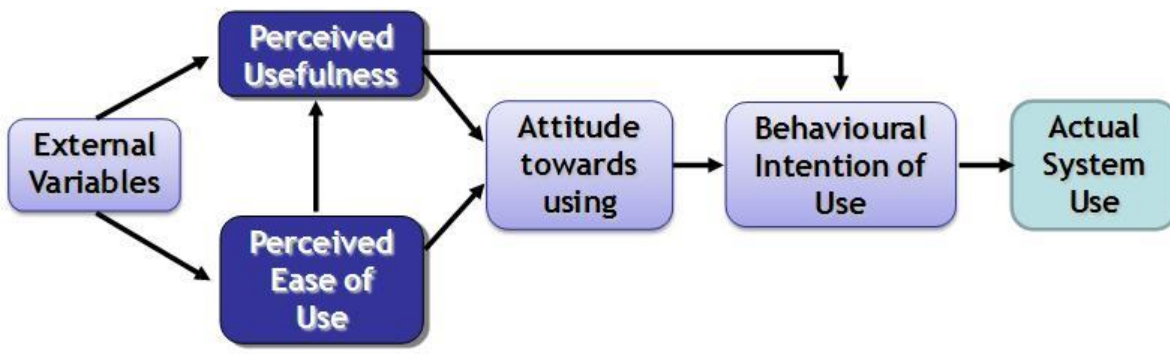 Perceived
Usefulness
External
Variables
Perceived
Ease of
Use
Attitude
towards
using
Behavioural
Intention of
Use
Actual
System
Use